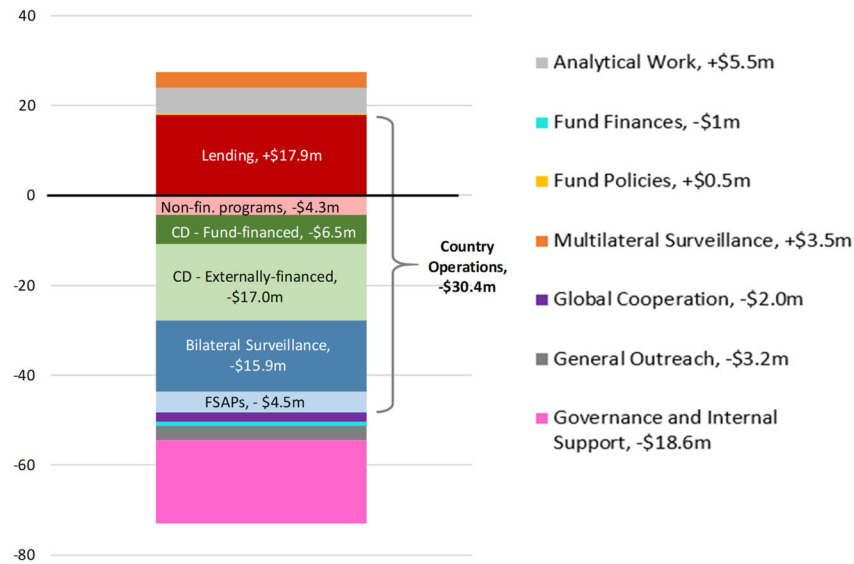 40
20
0
-20
-40
-60
-80
Lending, +$17.9m
Non-fin. programs, -$4.3m
CD - Fund-financed, -$6.5m
CD - Externally-financed,
-$17.0m
Bilateral Surveillance,
-$15.9m
FSAPs, - $4.5m
Country
Operations,
-$30.4m
Analytical Work, +$5.5m
Fund Finances, -$1m
Fund Policies, +$0.5m
Multilateral Surveillance, +$3.5m
Global Cooperation, -$2.0m
General Outreach, -$3.2m
Governance and Internal
Support, -$18.6m